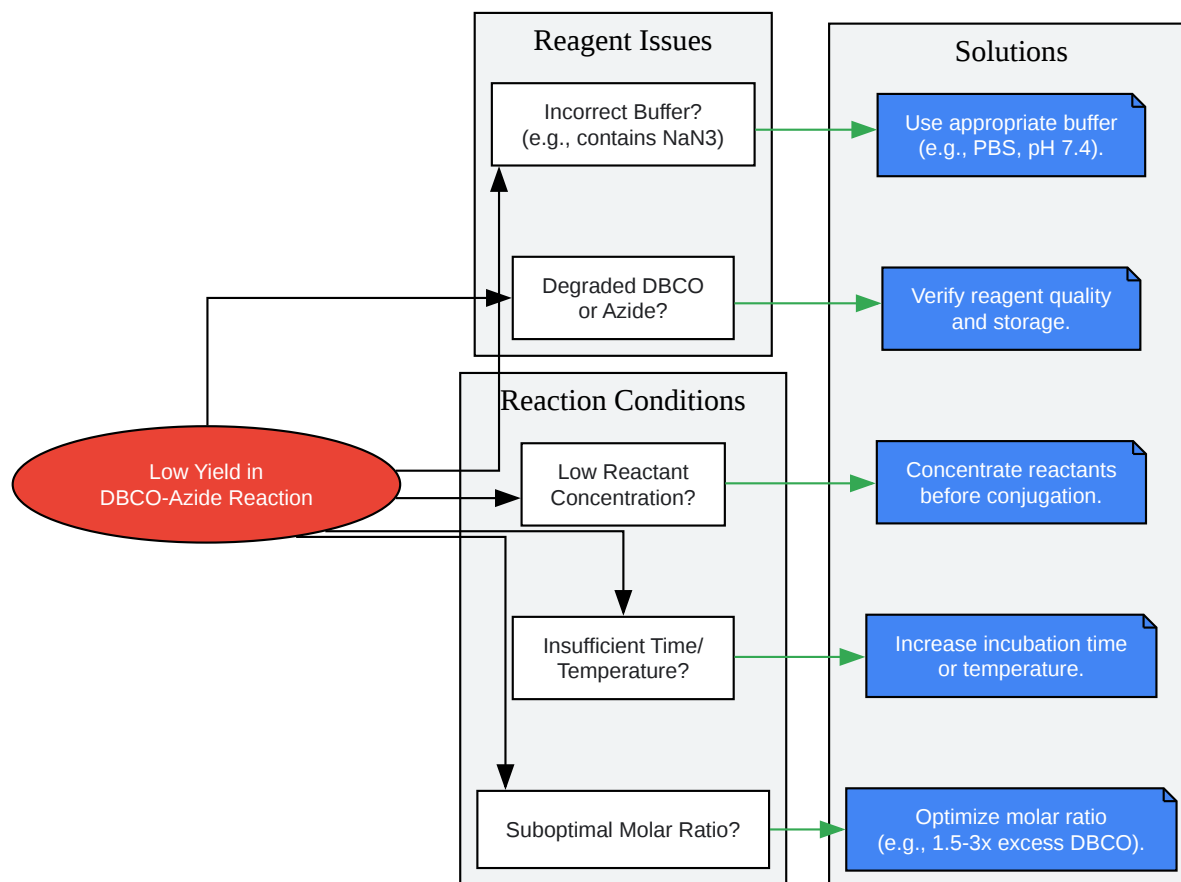 Reagent Issues
Incorrect Buffer?
(e.g., contains NaN3)
Degraded DBCO
or Azide?
Low Yield in
DBCO-Azide Reaction
Reaction Conditions
Low Reactant
Concentration?
Insufficient Time/
Temperature?
Suboptimal Molar Ratio?
Solutions
Use appropriate buffer
(e.g., PBS, pH 7.4).
Verify reagent quality
and storage.
Concentrate reactants
before conjugation.
Increase incubation time
or temperature.
Optimize molar ratio
(e.g., 1.5-3x excess DBCO).